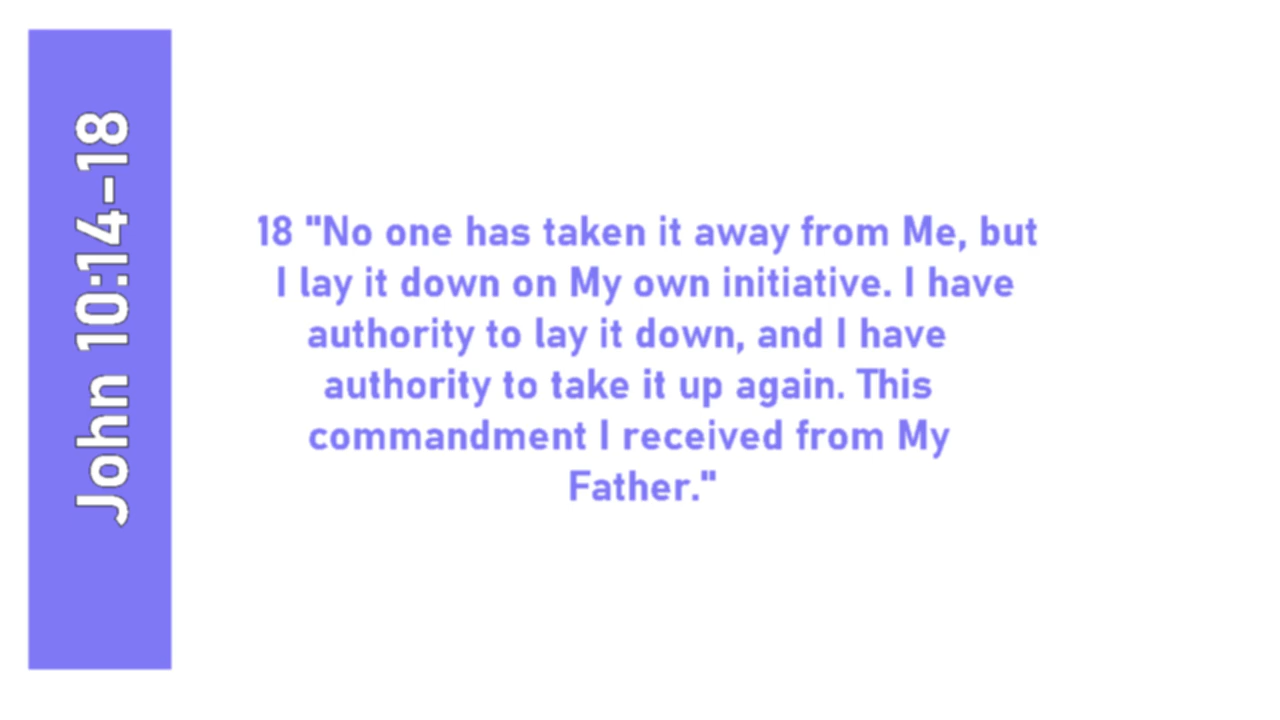 John 10:14-18
18 "No one has taken it away from Me, but
I lay it down on My own initiative. I have
authority to lay it down, and I have
authority to take it up again. This
commandment I received from My
Father."